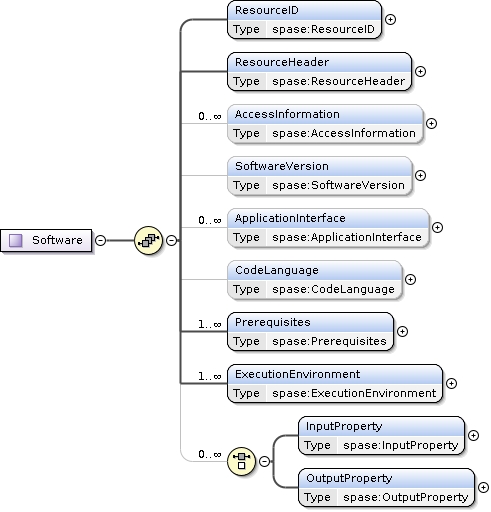 ResourceID
Type spase:ResourceID
ResourceHeader
Type spase:ResourceHeader
0..∞ AccessInformation
Type spase:AccessInformation
SoftwareVersion
Type spase:SoftwareVersion
0..∞ ApplicationInterface
Type spase:ApplicationInterface
Software
CodeLanguage
Type spase:CodeLanguage
1..∞ Prerequisites
Type spase:Prerequisites
1..∞ ExecutionEnvironment
Type spase:ExecutionEnvironment
0..∞ InputProperty
Type spase:InputProperty
OutputProperty
Type spase:OutputProperty